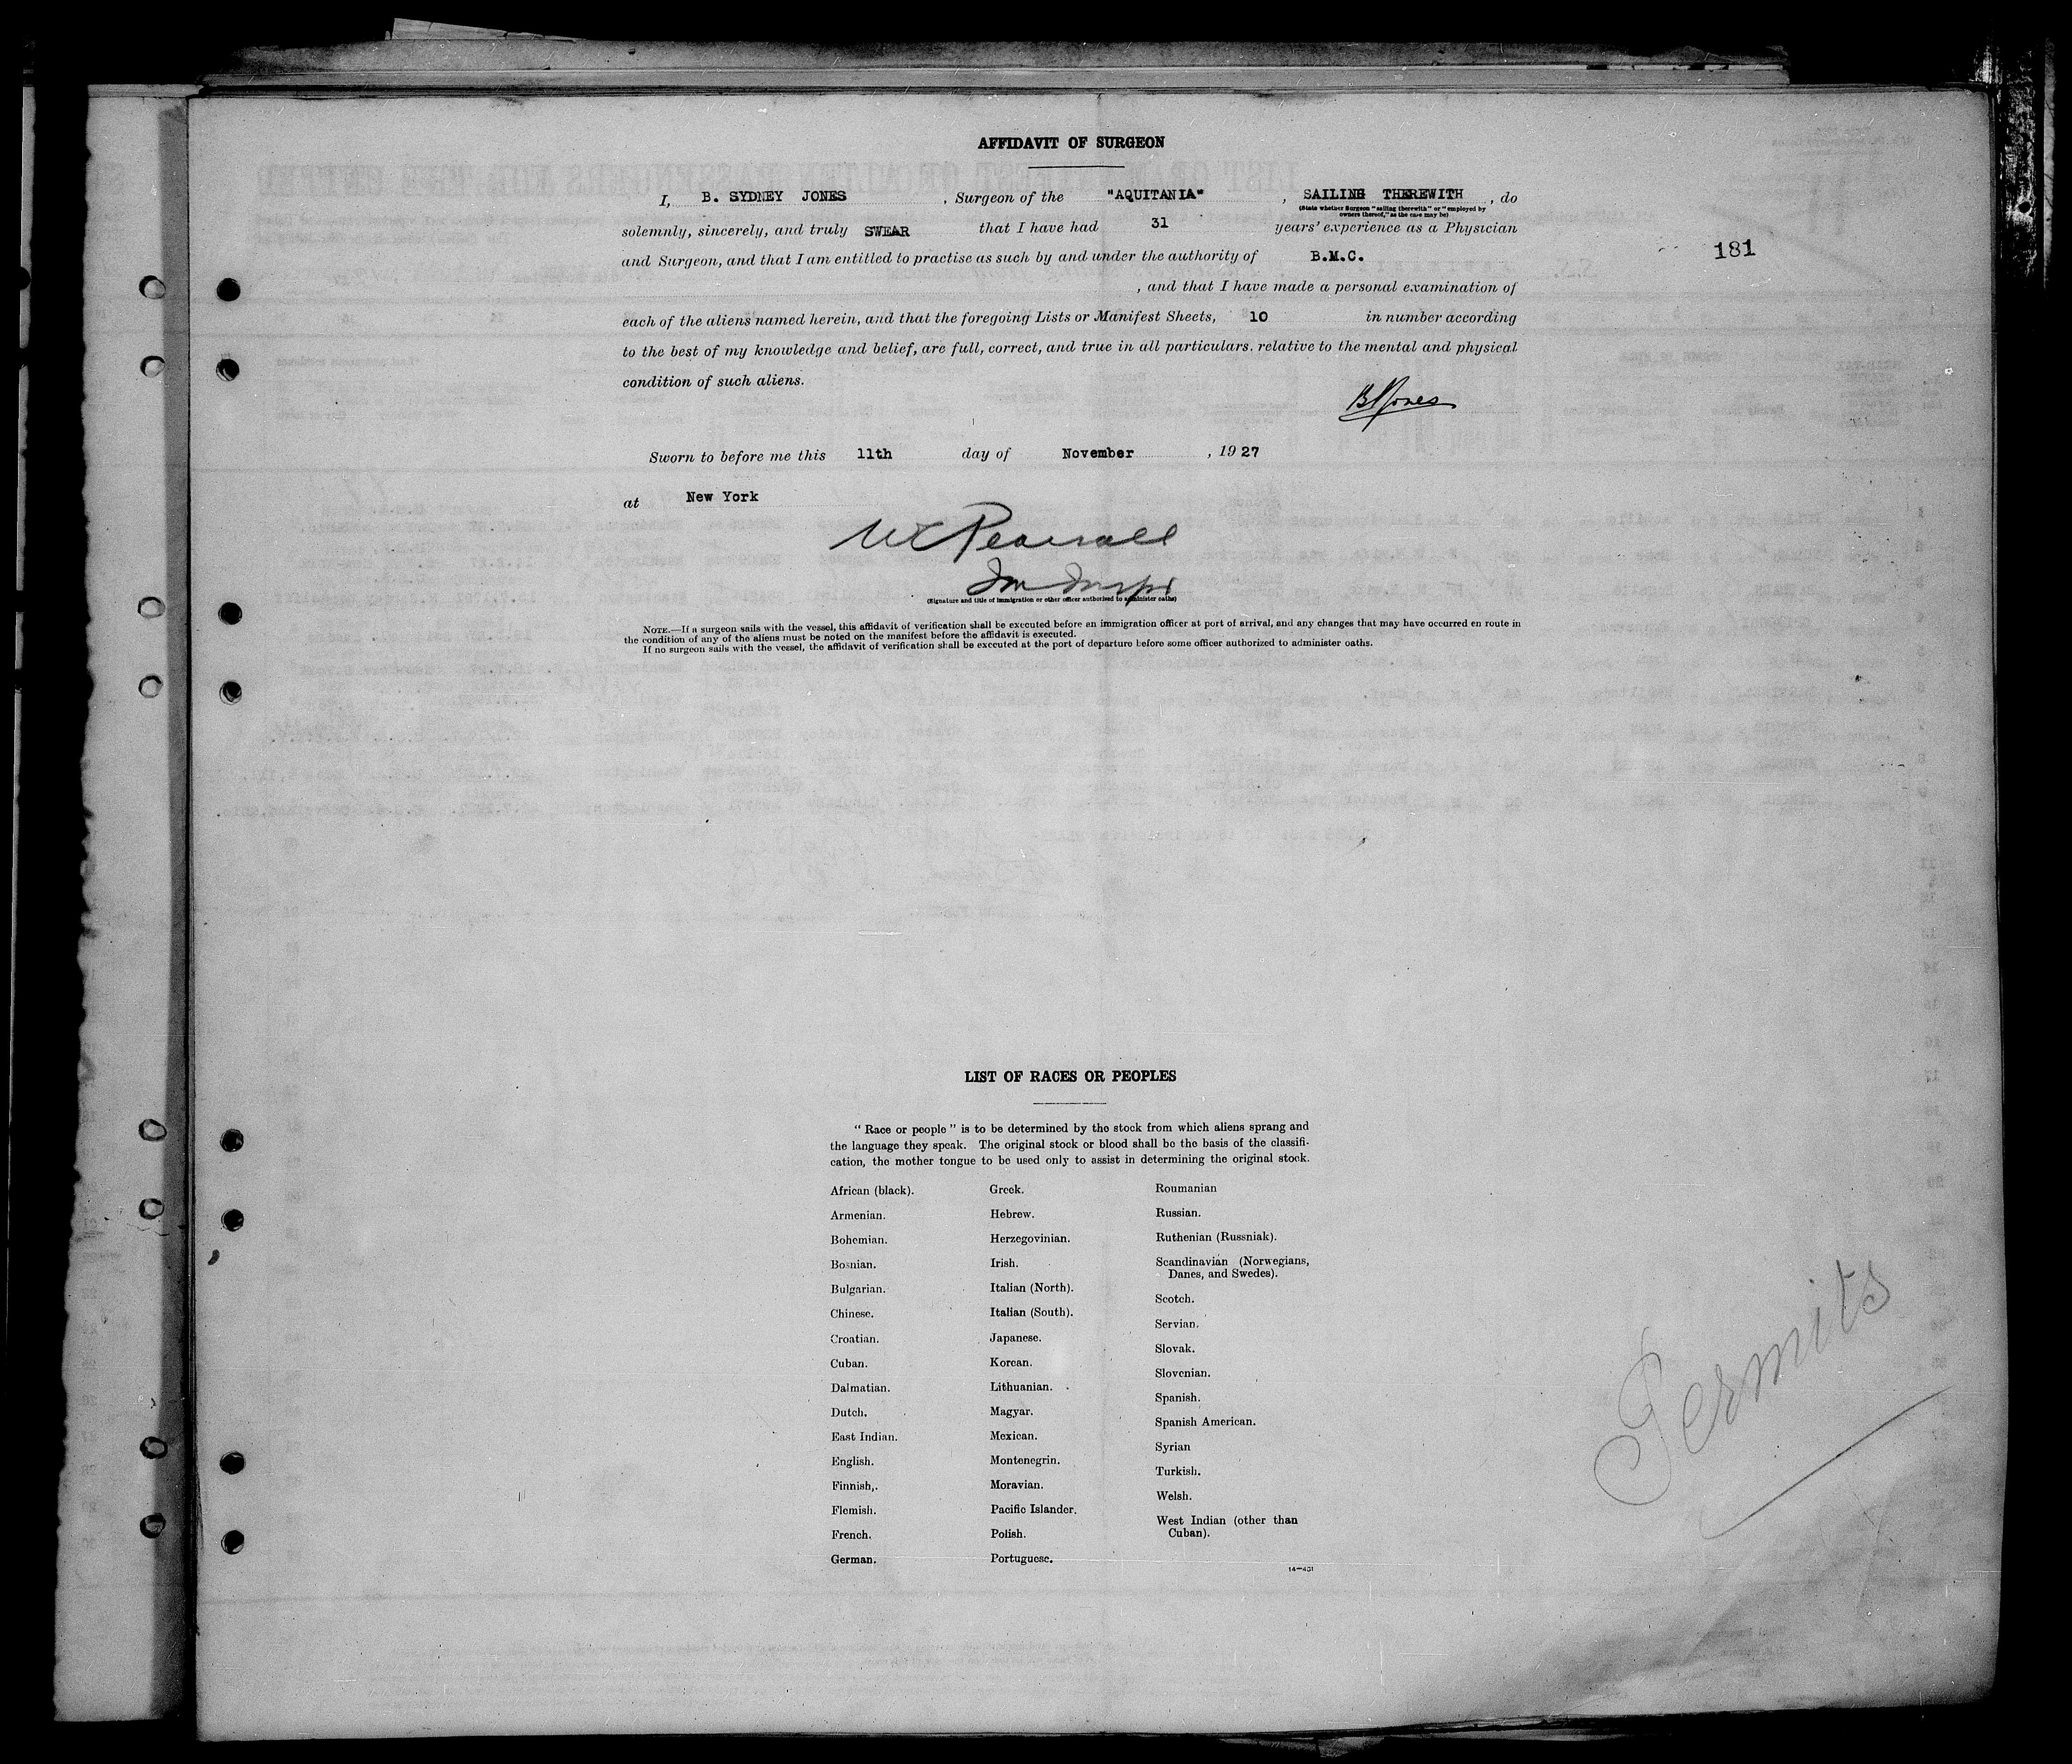 AFFIDAVIT OF SURGEON
I, B. SYDNEY JONES, Surgeon of the "AQUITANIA", SAILING THEREWITH, do
(State whether Surgeon "sailing therewith" or "employed by
owners thereof," as the case may be)
solemnly, sincerely, and truly SWEAR that I have had 31 years' experience as a Physician
and Surgeon, and that I am entitled to practise as such by and under the authority of B.M.C.
181
, and that I have made a personal examination of
each of the aliens named herein, and that the foregoing Lists or Manifest Sheets, 10 in number according
to the best of my knowledge and belief, are full, correct, and true in all particulars. relative to the mental and physical
condition of such aliens.
BSJones
Sworn to before me this 11th day of November, 1927
at New York
(Signature and title of immigration or other officer authorized to administer oaths)
NOTE.—If a surgeon sails with the vessel, this affidavit of verification shall be executed before an immigration officer at port of arrival, and any changes that may have occurred en route in
the condition of any of the aliens must be noted on the manifest before the affidavit is executed.
If no surgeon sails with the vessel, the affidavit of verification shall be executed at the port of departure before some officer authorized to administer oaths.
LIST OF RACES OR PEOPLES
"Race or people" is to be determined by the stock from which aliens sprang and
the language they speak. The original stock or blood shall be the basis of the classifi-
cation, the mother tongue to be used only to assist in determining the original stock.
African (black).
Armenian.
Bohemian.
Bosnian.
Bulgarian.
Chinese.
Croatian.
Cuban.
Dalmatian.
Dutch.
East Indian.
English.
Finnish,.
Flemish.
French.
German.
Greek.
Hebrew.
Herzegovinian.
Irish.
Italian (North).
Italian (South).
Japanese.
Korean.
Lithuanian.
Magyar.
Mexican.
Montenegrin.
Moravian.
Pacific Islander.
Polish.
Portuguese.
Roumanian
Russian.
Ruthenian (Russniak).
Scandinavian (Norwegians,
Danes, and Swedes).
Scotch.
Servian.
Slovak.
Slovenian.
Spanish.
Spanish American.
Syrian
Turkish.
Welsh.
West Indian (other than
Cuban).
14—431
Permits